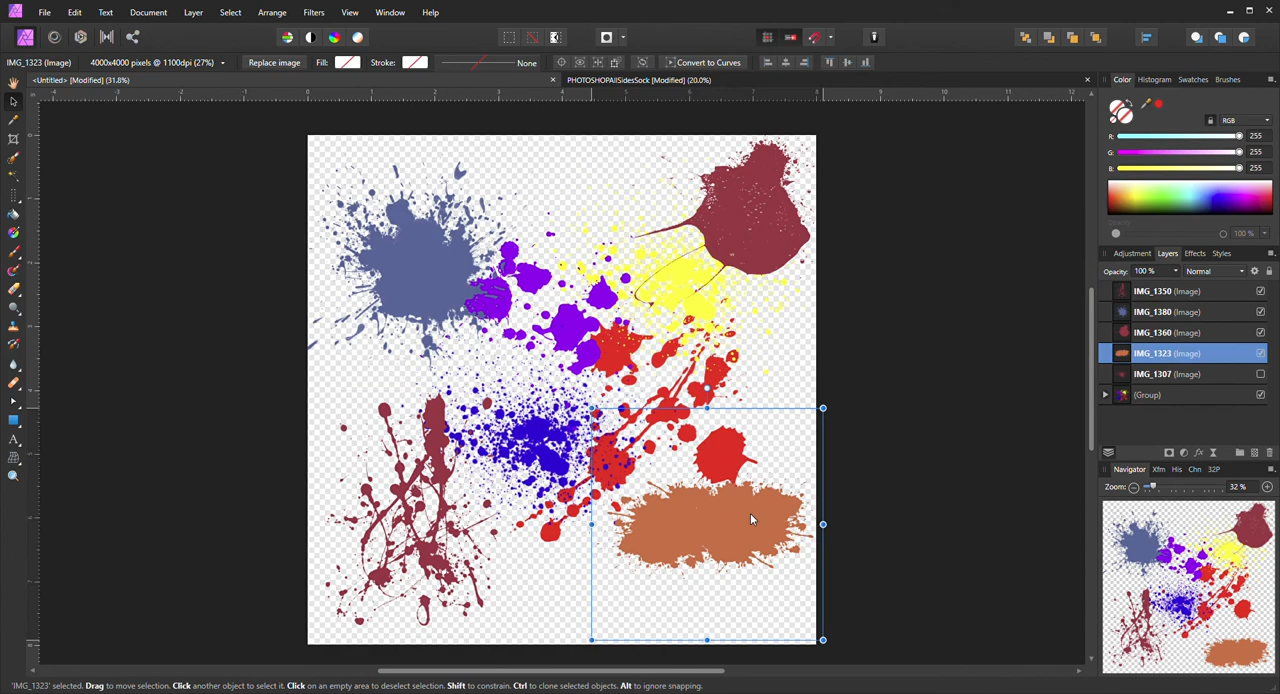 File Edit Text Document Layer Select Arrange Filters View Window Help
IMG_1323 (Image) 4000x4000 pixels @ 1100dpi (27%) Replace image Fill: Stroke: None Convert to Curves
<Untitled> [Modified] (31.8%) PHOTOSHOPAllSidesSock [Modified] (20.0%)
Color Histogram Swatches Brushes
RGB
R: 255
G: 255
B: 255
Opacity
100 %
Adjustment Layers Effects Styles
Opacity: 100 % Normal
IMG_1350 (Image)
IMG_1380 (Image)
IMG_1360 (Image)
IMG_1323 (Image)
IMG_1307 (Image)
(Group)
Navigator Xfm His Chn 32P
Zoom: 32 %
'IMG_1323' selected. Drag to move selection. Click another object to select it. Click on an empty area to deselect selection. Shift to constrain. Ctrl to clone selected objects. Alt to ignore snapping.